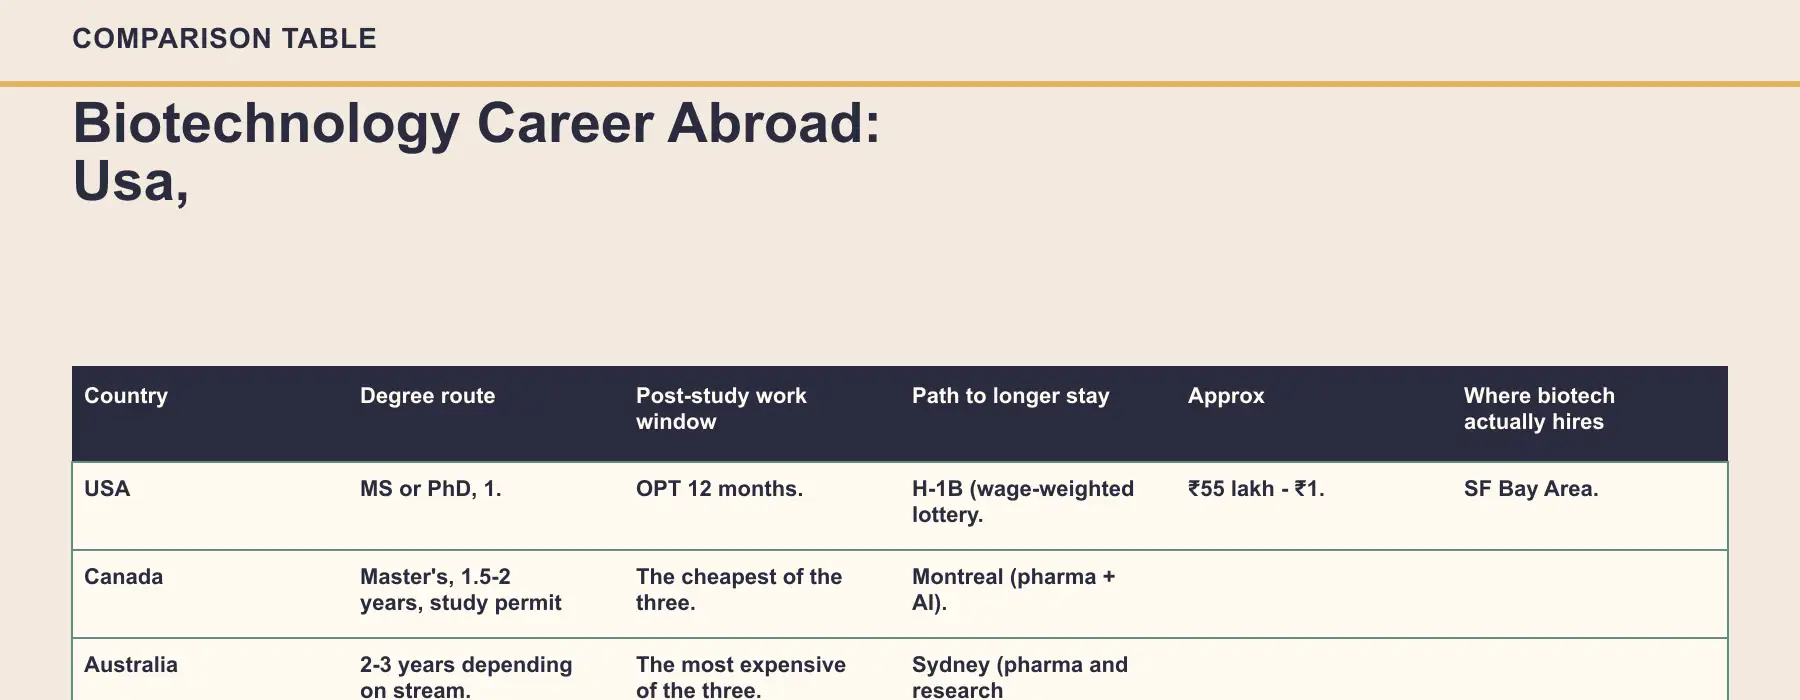 COMPARISON TABLE
Biotechnology Career Abroad:
Usa,
Country
Degree route
Post-study work
window
Path to longer stay
Approx
Where biotech
actually hires
USA
MS or PhD, 1.
OPT 12 months.
H-1B (wage-weighted
lottery.
₹55 lakh - ₹1.
SF Bay Area.
Canada
Master's, 1.5-2
years, study permit
The cheapest of the
three.
Montreal (pharma +
AI).
Australia
2-3 years depending
on stream.
The most expensive
of the three.
Sydney (pharma and
research